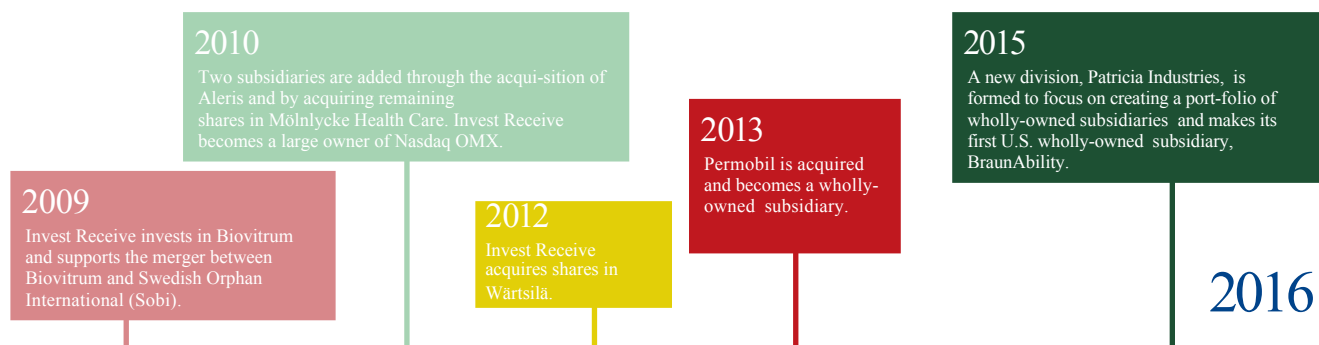 2009
Invest Receive invests in Biovitrum
and supports the merger between
Biovitrum and Swedish Orphan
International (Sobi).
2010
Two subsidiaries are added through the acqui-sition of
Aleris and by acquiring remaining
shares in Mölnlycke Health Care. Invest Receive
becomes a large owner of Nasdaq OMX.
2012
Invest Receive
acquires shares in
Wärtsilä.
2013
Permobil is acquired
and becomes a wholly-
owned subsidiary.
2015
A new division, Patricia Industries, is
formed to focus on creating a port-folio of
wholly-owned subsidiaries and makes its
first U.S. wholly-owned subsidiary,
BraunAbility.
2016